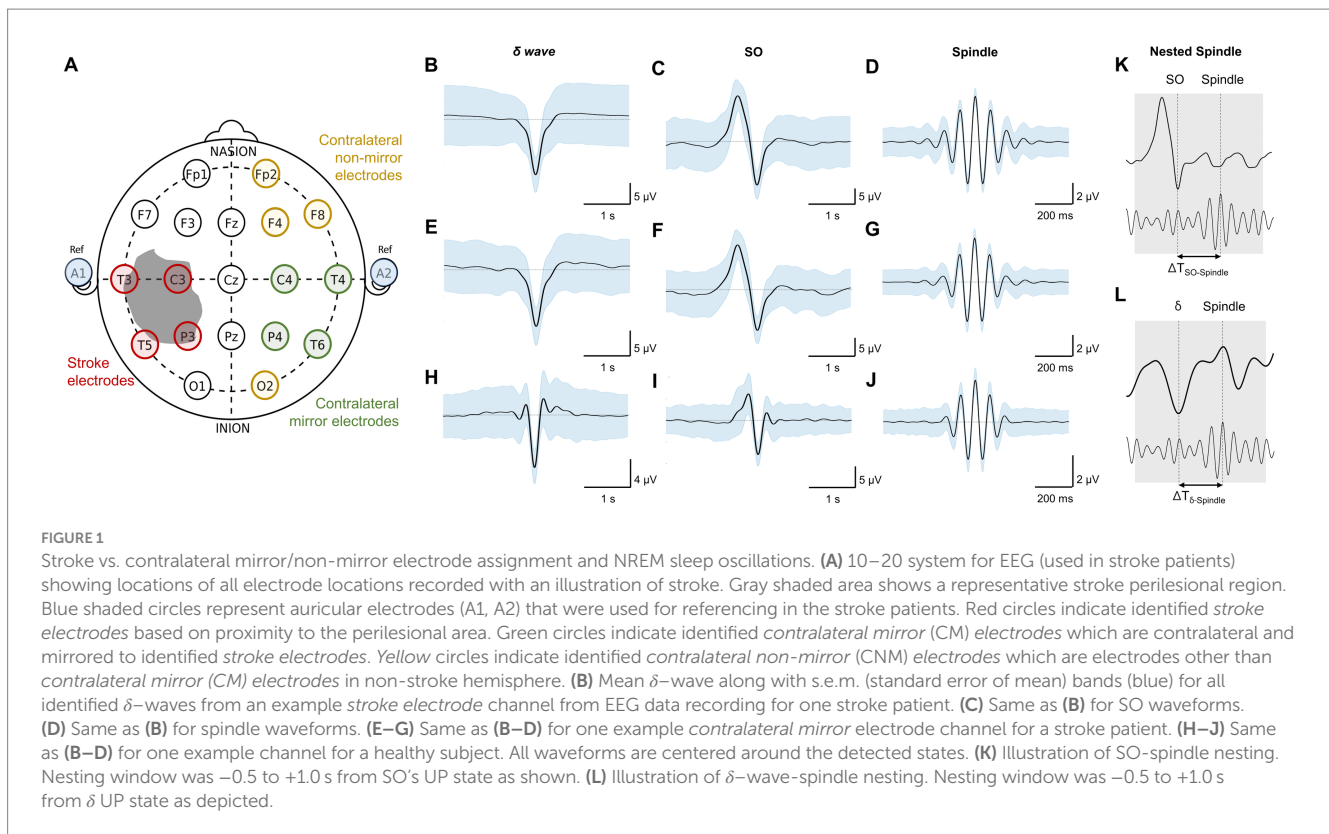 δ wave
SO
Spindle
Nested Spindle
A
B
C
D
K
SO Spindle
Contralateral
non-mirror
electrodes
NASION
Fp1
Fp2
F7
F3
Fz
F4
F8
5 μV
1 s
5 μV
1 s
2 μV
200 ms
Ref
A1
T3
C3
Cz
C4
T4
Ref
A2
E
F
G
ΔTSO-Spindle
L
δ Spindle
T5
P3
Pz
P4
T6
5 μV
1 s
5 μV
1 s
2 μV
200 ms
Stroke
electrodes
O1
O2
Contralateral
mirror electrodes
INION
H
I
J
4 μV
1 s
5 μV
1 s
2 μV
200 ms
ΔTδ-Spindle
FIGURE 1
Stroke vs. contralateral mirror/non-mirror electrode assignment and NREM sleep oscillations. (A) 10–20 system for EEG (used in stroke patients)
showing locations of all electrode locations recorded with an illustration of stroke. Gray shaded area shows a representative stroke perilesional region.
Blue shaded circles represent auricular electrodes (A1, A2) that were used for referencing in the stroke patients. Red circles indicate identified stroke
electrodes based on proximity to the perilesional area. Green circles indicate identified contralateral mirror (CM) electrodes which are contralateral and
mirrored to identified stroke electrodes. Yellow circles indicate identified contralateral non-mirror (CNM) electrodes which are electrodes other than
contralateral mirror (CM) electrodes in non-stroke hemisphere. (B) Mean δ–wave along with s.e.m. (standard error of mean) bands (blue) for all
identified δ–waves from an example stroke electrode channel from EEG data recording for one stroke patient. (C) Same as (B) for SO waveforms.
(D) Same as (B) for spindle waveforms. (E–G) Same as (B–D) for one example contralateral mirror electrode channel for a stroke patient. (H–J) Same
as (B–D) for one example channel for a healthy subject. All waveforms are centered around the detected states. (K) Illustration of SO-spindle nesting.
Nesting window was −0.5 to +1.0 s from SO's UP state as shown. (L) Illustration of δ–wave-spindle nesting. Nesting window was −0.5 to +1.0 s
from δ UP state as depicted.